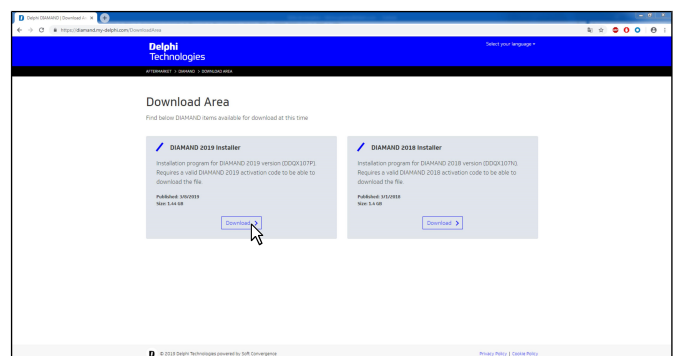 Delphi DIAMAND | Download Ar
https://diamand.my-delphi.com/DownloadArea
Delphi
Technologies
Select your language
AFTERMARKET > DIAMAND > DOWNLOAD AREA
Download Area
Find below DIAMAND items available for download at this time
DIAMAND 2019 Installer
Installation program for DIAMAND 2019 version (DDQX107P).
Requires a valid DIAMAND 2019 activation code to be able to
download the file.
Published: 3/8/2019
Size: 1.44 GB
Download
DIAMAND 2018 Installer
Installation program for DIAMAND 2018 version (DDQX107N).
Requires a valid DIAMAND 2018 activation code to be able to
download the file.
Size: 1.4 GB
Download
© 2019 Delphi Technologies powered by Soft Convergence
Privacy Policy | Cookie Policy